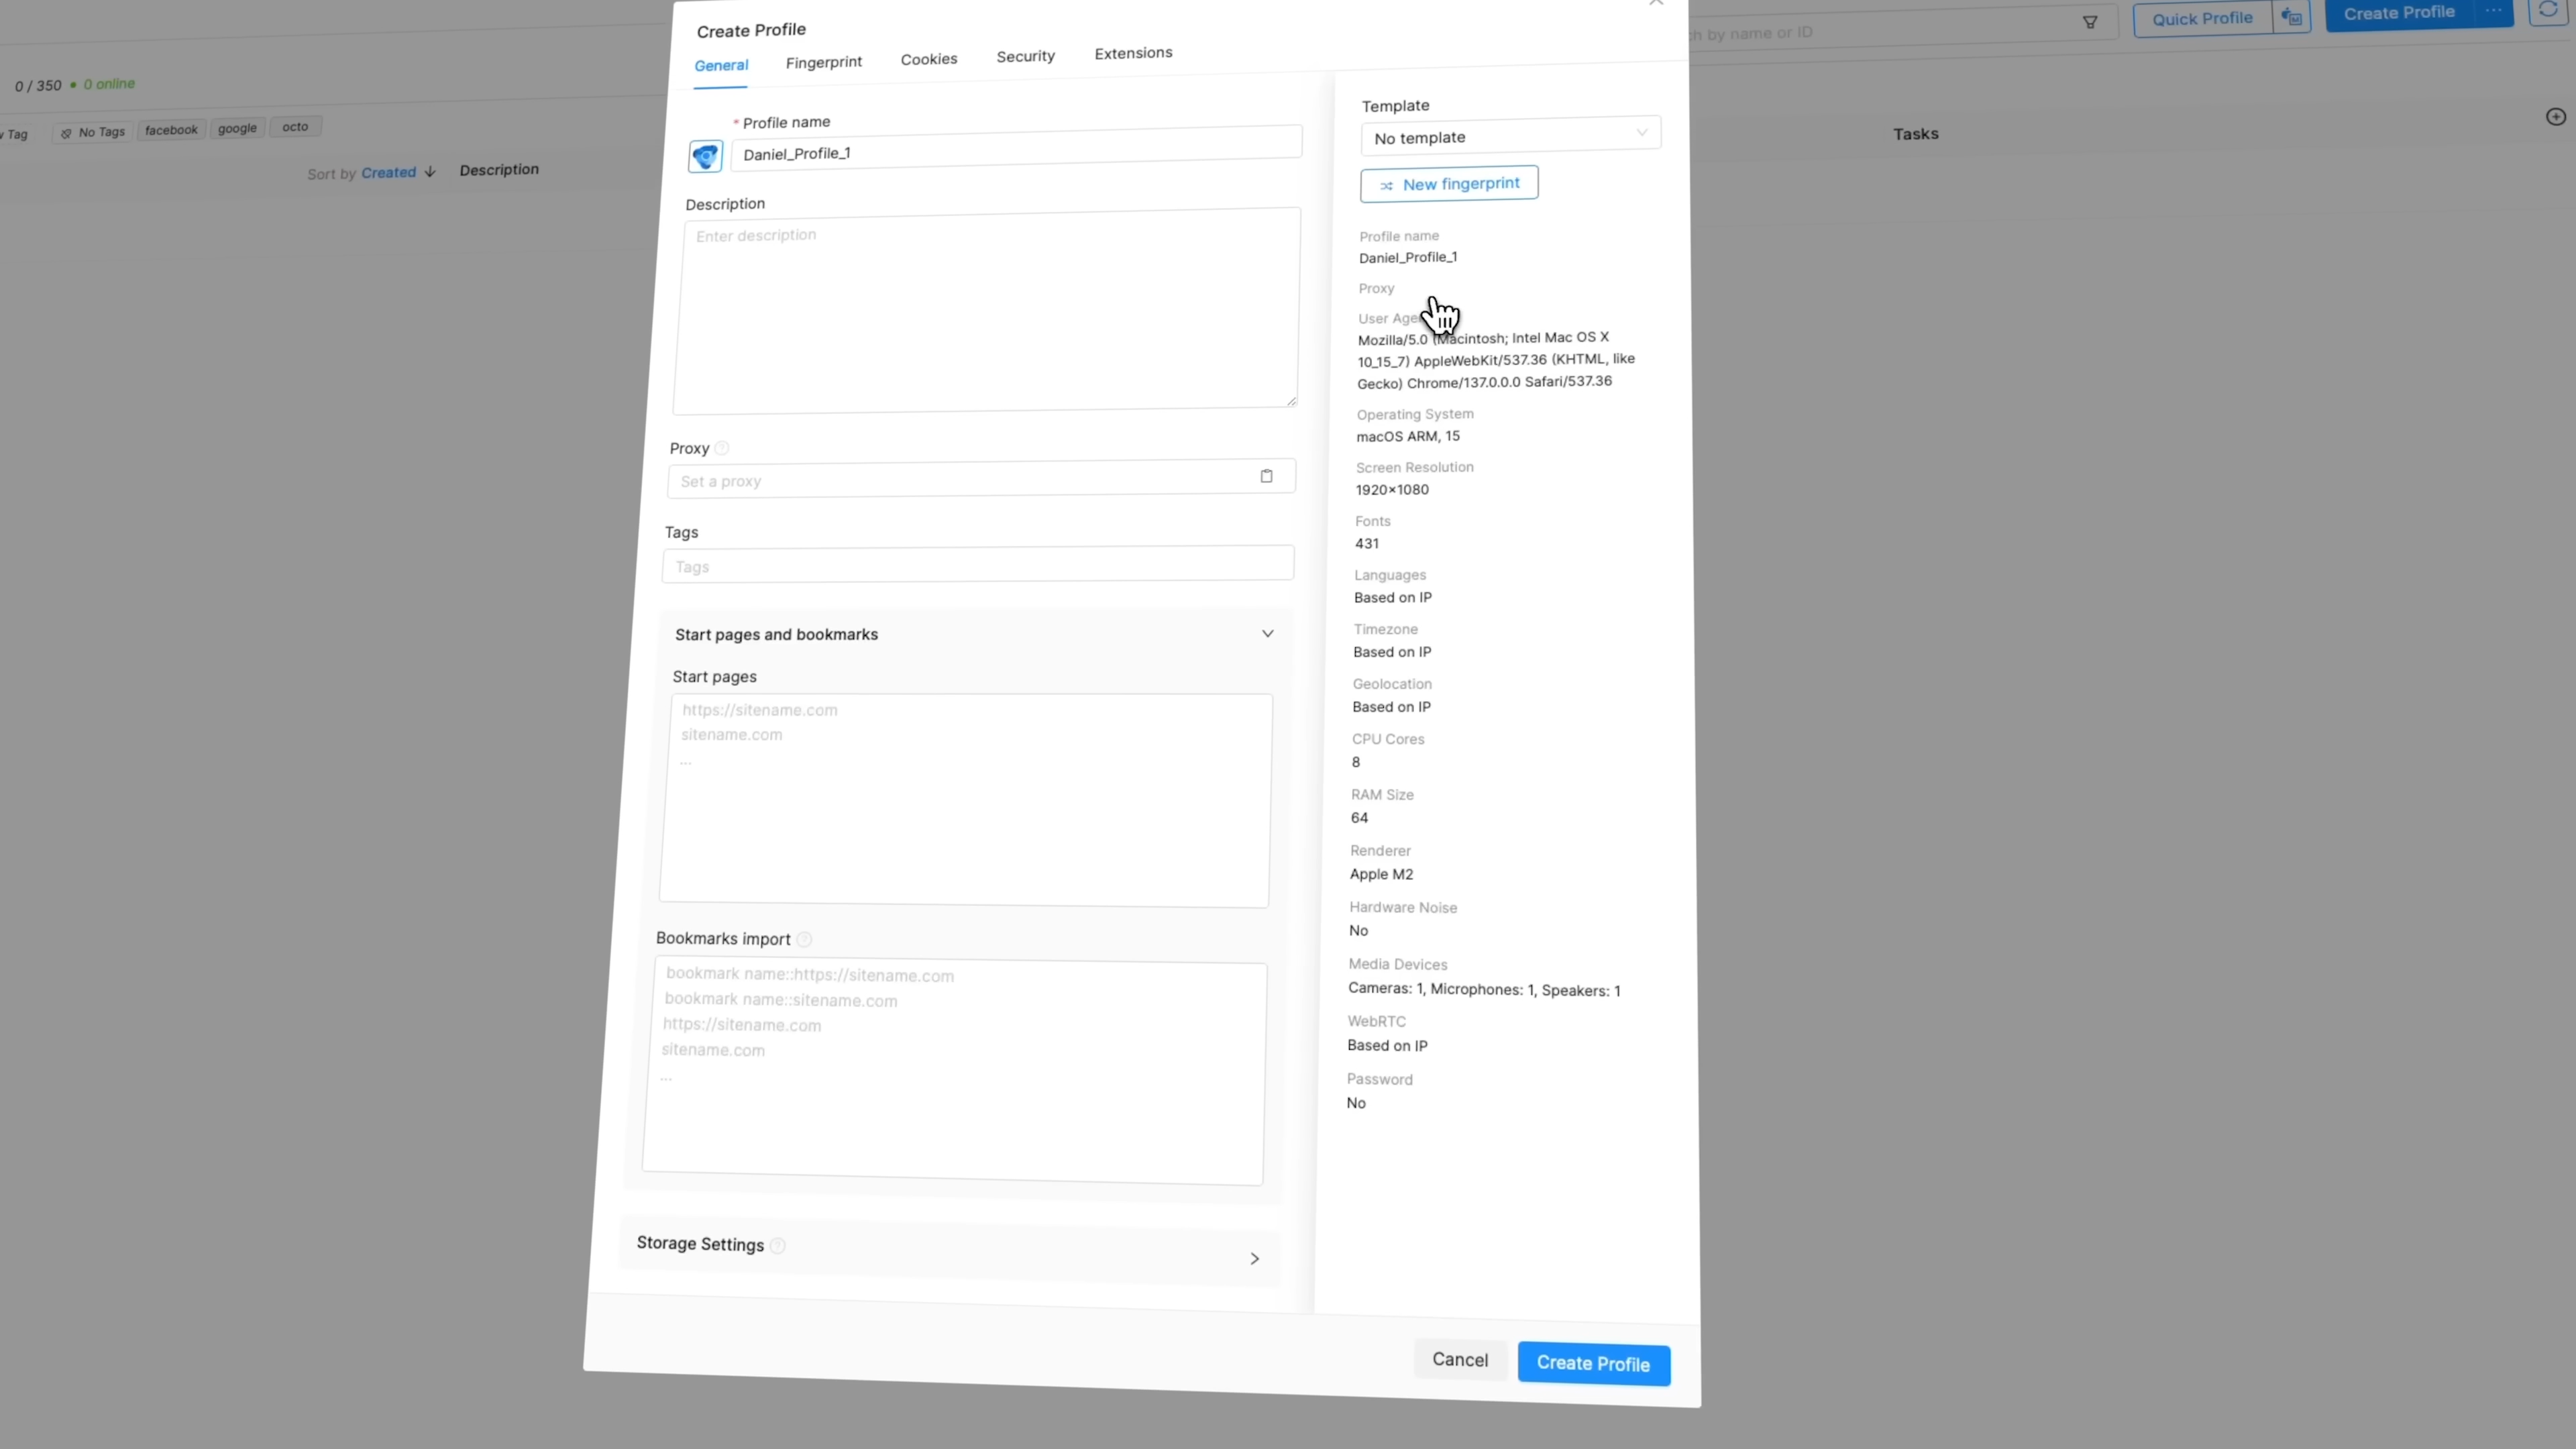 Create Profile
General
Fingerprint
Cookies
Security
Extensions
* Profile name
Daniel_Profile_1
Description
Enter description
Proxy
Set a proxy
Tags
Tags
Start pages and bookmarks
Start pages
https://sitename.com
sitename.com
...
Bookmarks import
bookmark name::https://sitename.com
bookmark name::sitename.com
https://sitename.com
sitename.com
...
Storage Settings
Template
No template
New fingerprint
Profile name
Daniel_Profile_1
Proxy
User
Mozilla/5.0 (Macintosh; Intel Mac OS X
10_15_7) AppleWebKit/537.36 (KHTML, like
Gecko) Chrome/137.0.0.0 Safari/537.36
Operating System
macOS ARM, 15
Screen Resolution
1920×1080
Fonts
431
Languages
Based on IP
Timezone
Based on IP
Geolocation
Based on IP
CPU Cores
8
RAM Size
64
Renderer
Apple M2
Hardware Noise
No
Media Devices
Cameras: 1, Microphones: 1, Speakers: 1
WebRTC
Based on IP
Password
No
Cancel
Create Profile
0 / 350 • 0 online
Tag
No Tags
facebook
google
octo
Sort by Created
Description
by name or ID
Quick Profile
Create Profile
...
Tasks